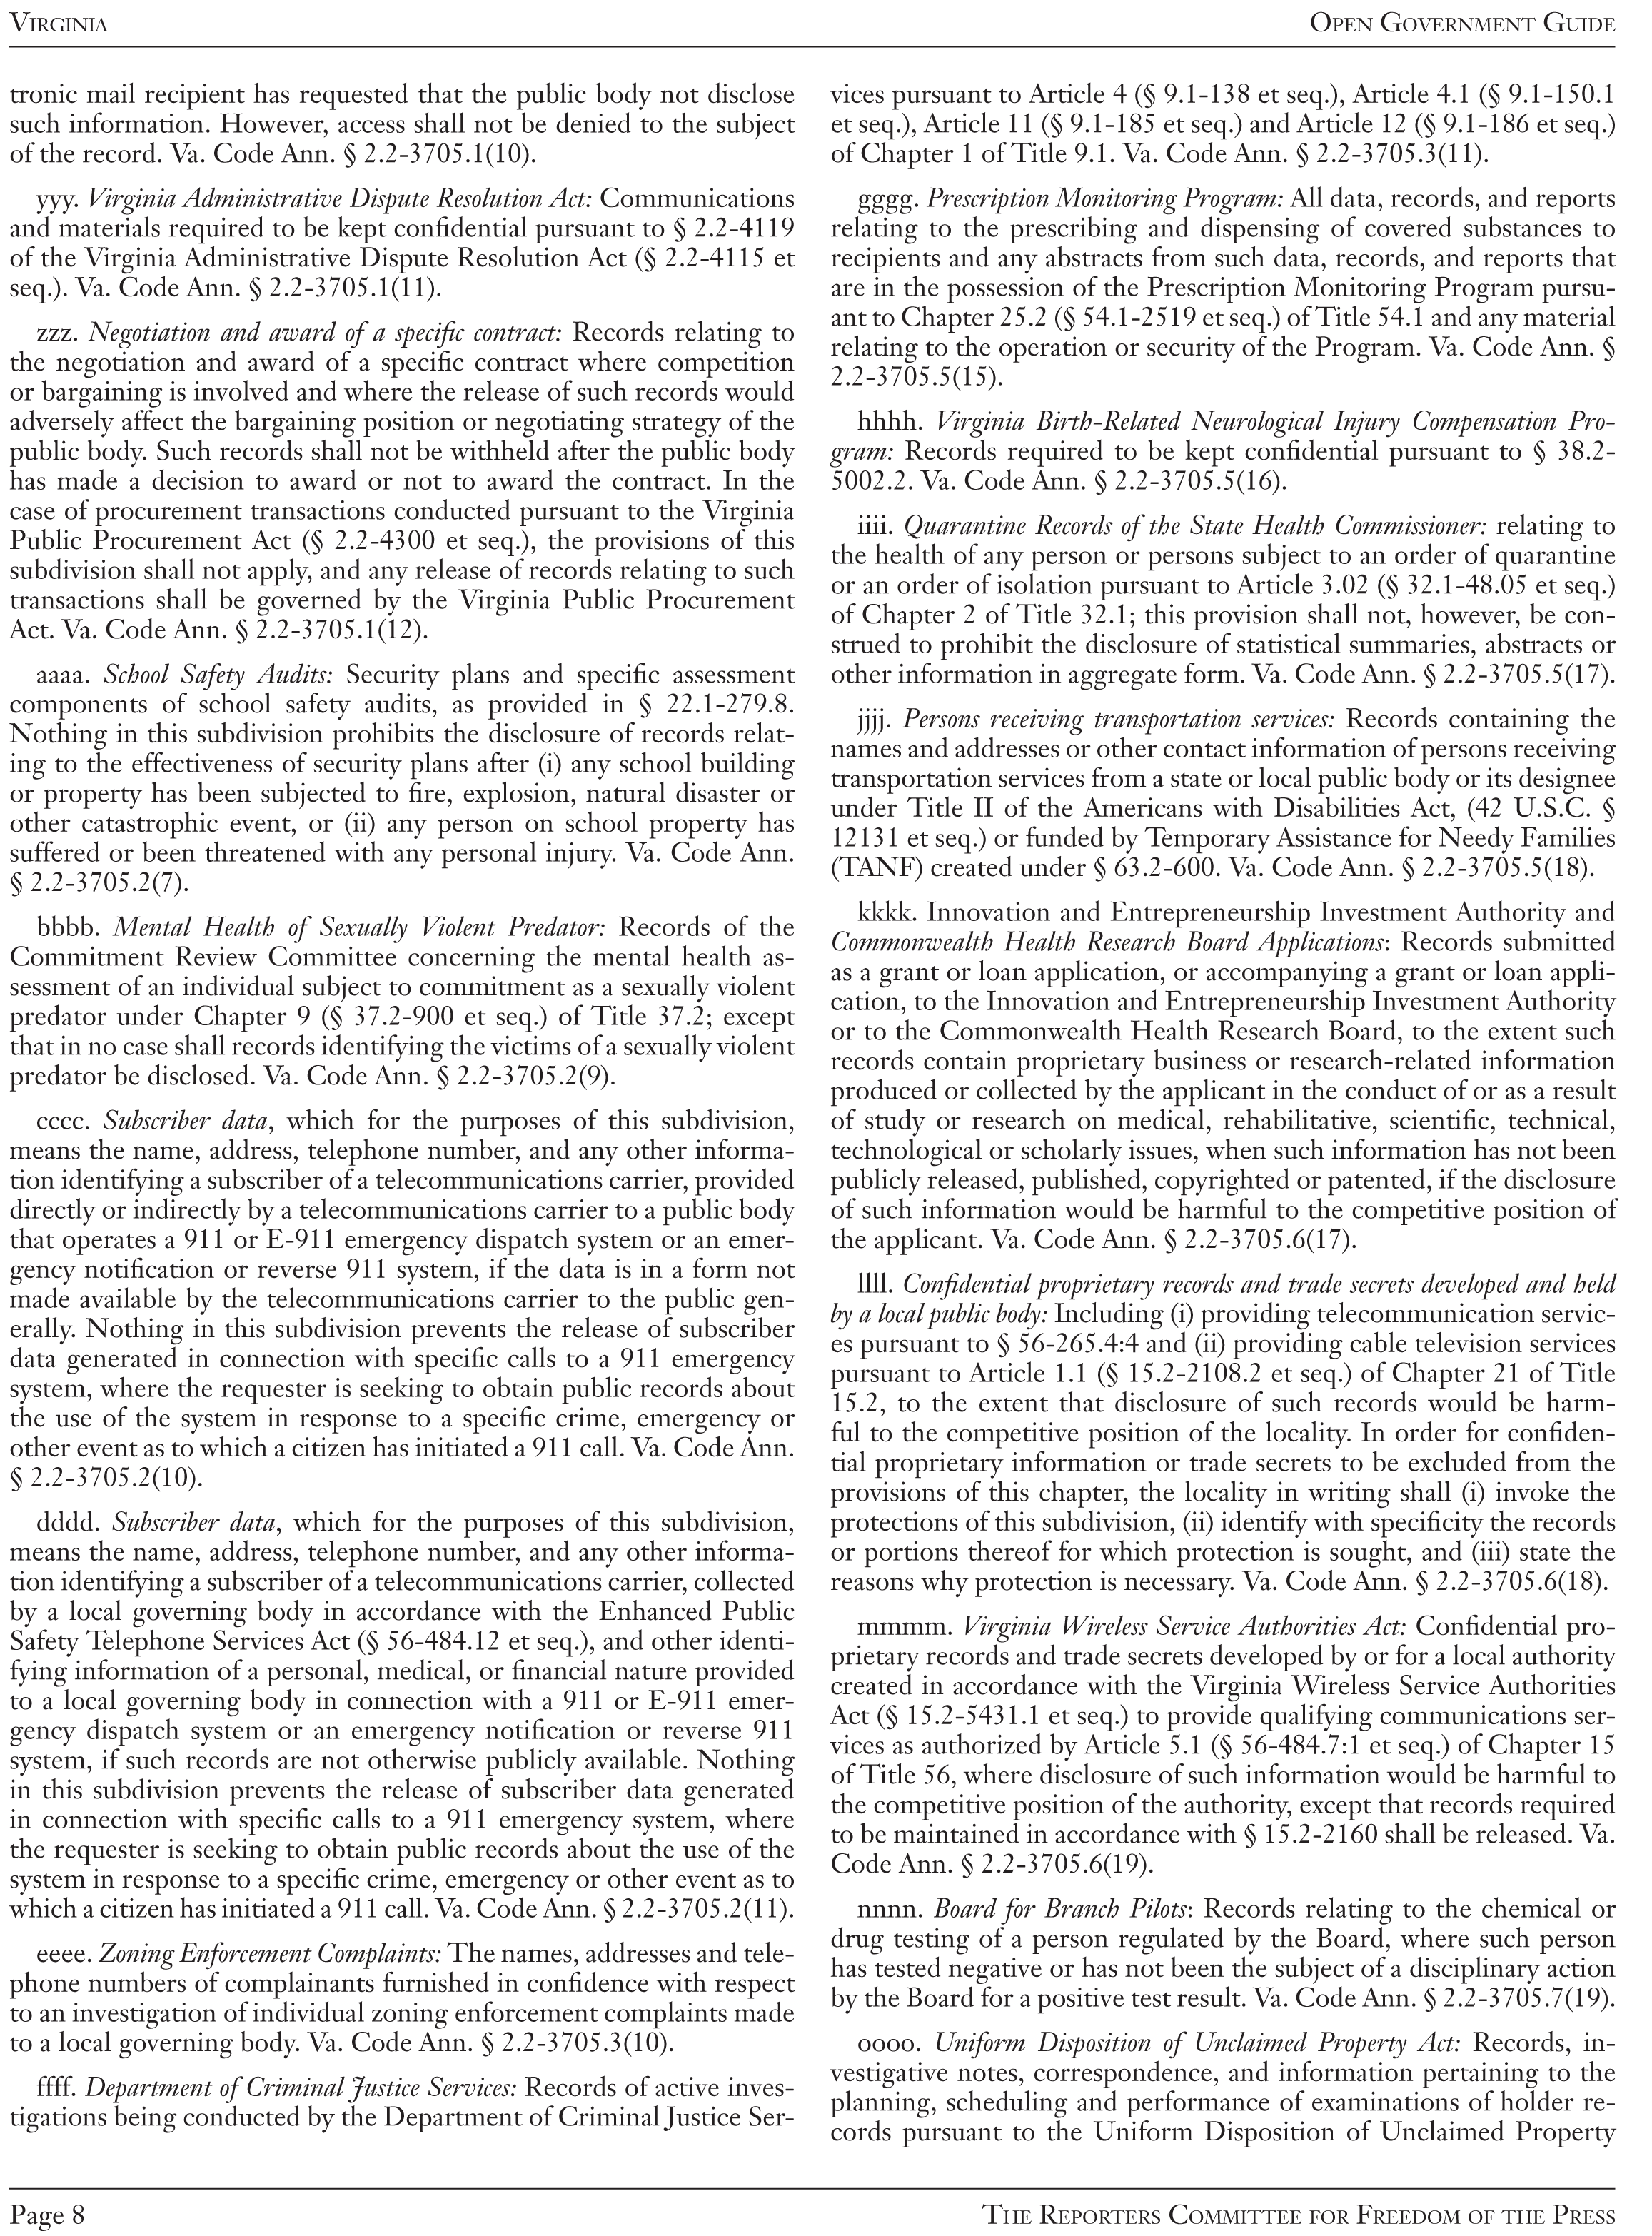 VIRGINIA
OPEN GOVERNMENT GUIDE
tronic mail recipient has requested that the public body not disclose
such information. However, access shall not be denied to the subject
of the record. Va. Code Ann. § 2.2-3705.1(10).
yyy. Virginia Administrative Dispute Resolution Act: Communications
and materials required to be kept confidential pursuant to § 2.2-4119
of the Virginia Administrative Dispute Resolution Act (§ 2.2-4115 et
seq.). Va. Code Ann. § 2.2-3705.1(11).
zzz. Negotiation and award of a specific contract: Records relating to
the negotiation and award of a specific contract where competition
or bargaining is involved and where the release of such records would
adversely affect the bargaining position or negotiating strategy of the
public body. Such records shall not be withheld after the public body
has made a decision to award or not to award the contract. In the
case of procurement transactions conducted pursuant to the Virginia
Public Procurement Act (§ 2.2-4300 et seq.), the provisions of this
subdivision shall not apply, and any release of records relating to such
transactions shall be governed by the Virginia Public Procurement
Act. Va. Code Ann. § 2.2-3705.1(12).
aaaa. School Safety Audits: Security plans and specific assessment
components of school safety audits, as provided in § 22.1-279.8.
Nothing in this subdivision prohibits the disclosure of records relat-
ing to the effectiveness of security plans after (i) any school building
or property has been subjected to fire, explosion, natural disaster or
other catastrophic event, or (ii) any person on school property has
suffered or been threatened with any personal injury. Va. Code Ann.
§ 2.2-3705.2(7).
bbbb. Mental Health of Sexually Violent Predator: Records of the
Commitment Review Committee concerning the mental health as-
sessment of an individual subject to commitment as a sexually violent
predator under Chapter 9 (§ 37.2-900 et seq.) of Title 37.2; except
that in no case shall records identifying the victims of a sexually violent
predator be disclosed. Va. Code Ann. § 2.2-3705.2(9).
cccc. Subscriber data, which for the purposes of this subdivision,
means the name, address, telephone number, and any other informa-
tion identifying a subscriber of a telecommunications carrier, provided
directly or indirectly by a telecommunications carrier to a public body
that operates a 911 or E-911 emergency dispatch system or an emer-
gency notification or reverse 911 system, if the data is in a form not
made available by the telecommunications carrier to the public gen-
erally. Nothing in this subdivision prevents the release of subscriber
data generated in connection with specific calls to a 911 emergency
system, where the requester is seeking to obtain public records about
the use of the system in response to a specific crime, emergency or
other event as to which a citizen has initiated a 911 call. Va. Code Ann.
§ 2.2-3705.2(10).
dddd. Subscriber data, which for the purposes of this subdivision,
means the name, address, telephone number, and any other informa-
tion identifying a subscriber of a telecommunications carrier, collected
by a local governing body in accordance with the Enhanced Public
Safety Telephone Services Act (§ 56-484.12 et seq.), and other identi-
fying information of a personal, medical, or financial nature provided
to a local governing body in connection with a 911 or E-911 emer-
gency dispatch system or an emergency notification or reverse 911
system, if such records are not otherwise publicly available. Nothing
in this subdivision prevents the release of subscriber data generated
in connection with specific calls to a 911 emergency system, where
the requester is seeking to obtain public records about the use of the
system in response to a specific crime, emergency or other event as to
which a citizen has initiated a 911 call. Va. Code Ann. § 2.2-3705.2(11).
eeee. Zoning Enforcement Complaints: The names, addresses and tele-
phone numbers of complainants furnished in confidence with respect
to an investigation of individual zoning enforcement complaints made
to a local governing body. Va. Code Ann. § 2.2-3705.3(10).
ffff. Department of Criminal Justice Services: Records of active inves-
tigations being conducted by the Department of Criminal Justice Ser-
vices pursuant to Article 4 (§ 9.1-138 et seq.), Article 4.1 (§ 9.1-150.1
et seq.), Article 11 (§ 9.1-185 et seq.) and Article 12 (§ 9.1-186 et seq.)
of Chapter 1 of Title 9.1. Va. Code Ann. § 2.2-3705.3(11).
gggg. Prescription Monitoring Program: All data, records, and reports
relating to the prescribing and dispensing of covered substances to
recipients and any abstracts from such data, records, and reports that
are in the possession of the Prescription Monitoring Program pursu-
ant to Chapter 25.2 (§ 54.1-2519 et seq.) of Title 54.1 and any material
relating to the operation or security of the Program. Va. Code Ann. §
2.2-3705.5(15).
hhhh. Virginia Birth-Related Neurological Injury Compensation Pro-
gram: Records required to be kept confidential pursuant to § 38.2-
5002.2. Va. Code Ann. § 2.2-3705.5(16).
iiii. Quarantine Records of the State Health Commissioner: relating to
the health of any person or persons subject to an order of quarantine
or an order of isolation pursuant to Article 3.02 (§ 32.1-48.05 et seq.)
of Chapter 2 of Title 32.1; this provision shall not, however, be con-
strued to prohibit the disclosure of statistical summaries, abstracts or
other information in aggregate form. Va. Code Ann. § 2.2-3705.5(17).
jjjj. Persons receiving transportation services: Records containing the
names and addresses or other contact information of persons receiving
transportation services from a state or local public body or its designee
under Title II of the Americans with Disabilities Act, (42 U.S.C. §
12131 et seq.) or funded by Temporary Assistance for Needy Families
(TANF) created under § 63.2-600. Va. Code Ann. § 2.2-3705.5(18).
kkkk. Innovation and Entrepreneurship Investment Authority and
Commonwealth Health Research Board Applications: Records submitted
as a grant or loan application, or accompanying a grant or loan appli-
cation, to the Innovation and Entrepreneurship Investment Authority
or to the Commonwealth Health Research Board, to the extent such
records contain proprietary business or research-related information
produced or collected by the applicant in the conduct of or as a result
of study or research on medical, rehabilitative, scientific, technical,
technological or scholarly issues, when such information has not been
publicly released, published, copyrighted or patented, if the disclosure
of such information would be harmful to the competitive position of
the applicant. Va. Code Ann. § 2.2-3705.6(17).
llll. Confidential proprietary records and trade secrets developed and held
by a local public body: Including (i) providing telecommunication servic-
es pursuant to § 56-265.4:4 and (ii) providing cable television services
pursuant to Article 1.1 (§ 15.2-2108.2 et seq.) of Chapter 21 of Title
15.2, to the extent that disclosure of such records would be harm-
ful to the competitive position of the locality. In order for confiden-
tial proprietary information or trade secrets to be excluded from the
provisions of this chapter, the locality in writing shall (i) invoke the
protections of this subdivision, (ii) identify with specificity the records
or portions thereof for which protection is sought, and (iii) state the
reasons why protection is necessary. Va. Code Ann. § 2.2-3705.6(18).
mmmm. Virginia Wireless Service Authorities Act: Confidential pro-
prietary records and trade secrets developed by or for a local authority
created in accordance with the Virginia Wireless Service Authorities
Act (§ 15.2-5431.1 et seq.) to provide qualifying communications ser-
vices as authorized by Article 5.1 (§ 56-484.7:1 et seq.) of Chapter 15
of Title 56, where disclosure of such information would be harmful to
the competitive position of the authority, except that records required
to be maintained in accordance with § 15.2-2160 shall be released. Va.
Code Ann. § 2.2-3705.6(19).
nnnn. Board for Branch Pilots: Records relating to the chemical or
drug testing of a person regulated by the Board, where such person
has tested negative or has not been the subject of a disciplinary action
by the Board for a positive test result. Va. Code Ann. § 2.2-3705.7(19).
oooo. Uniform Disposition of Unclaimed Property Act: Records, in-
vestigative notes, correspondence, and information pertaining to the
planning, scheduling and performance of examinations of holder re-
cords pursuant to the Uniform Disposition of Unclaimed Property
Page 8
THE REPORTERS COMMITTEE FOR FREEDOM OF THE PRESS